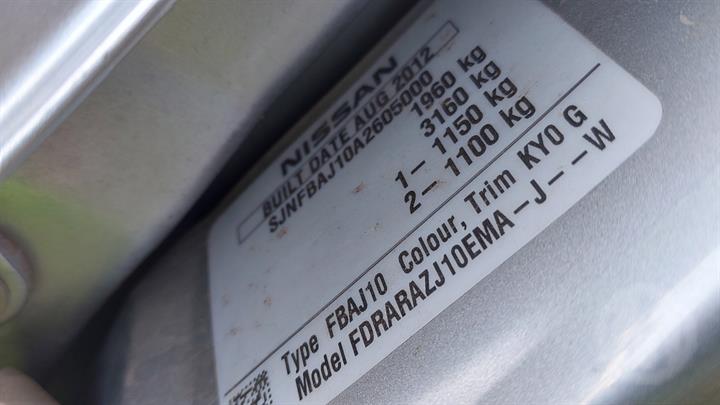 NISSAN
BUILT DATE AUG 2012
SJNFBAJ10A2605000
1960 kg
3160 kg
1– 1150 kg
2– 1100 kg
Type FBAJ10 Colour, Trim KY0 G
Model FDRARAZJ10EMA–J––W